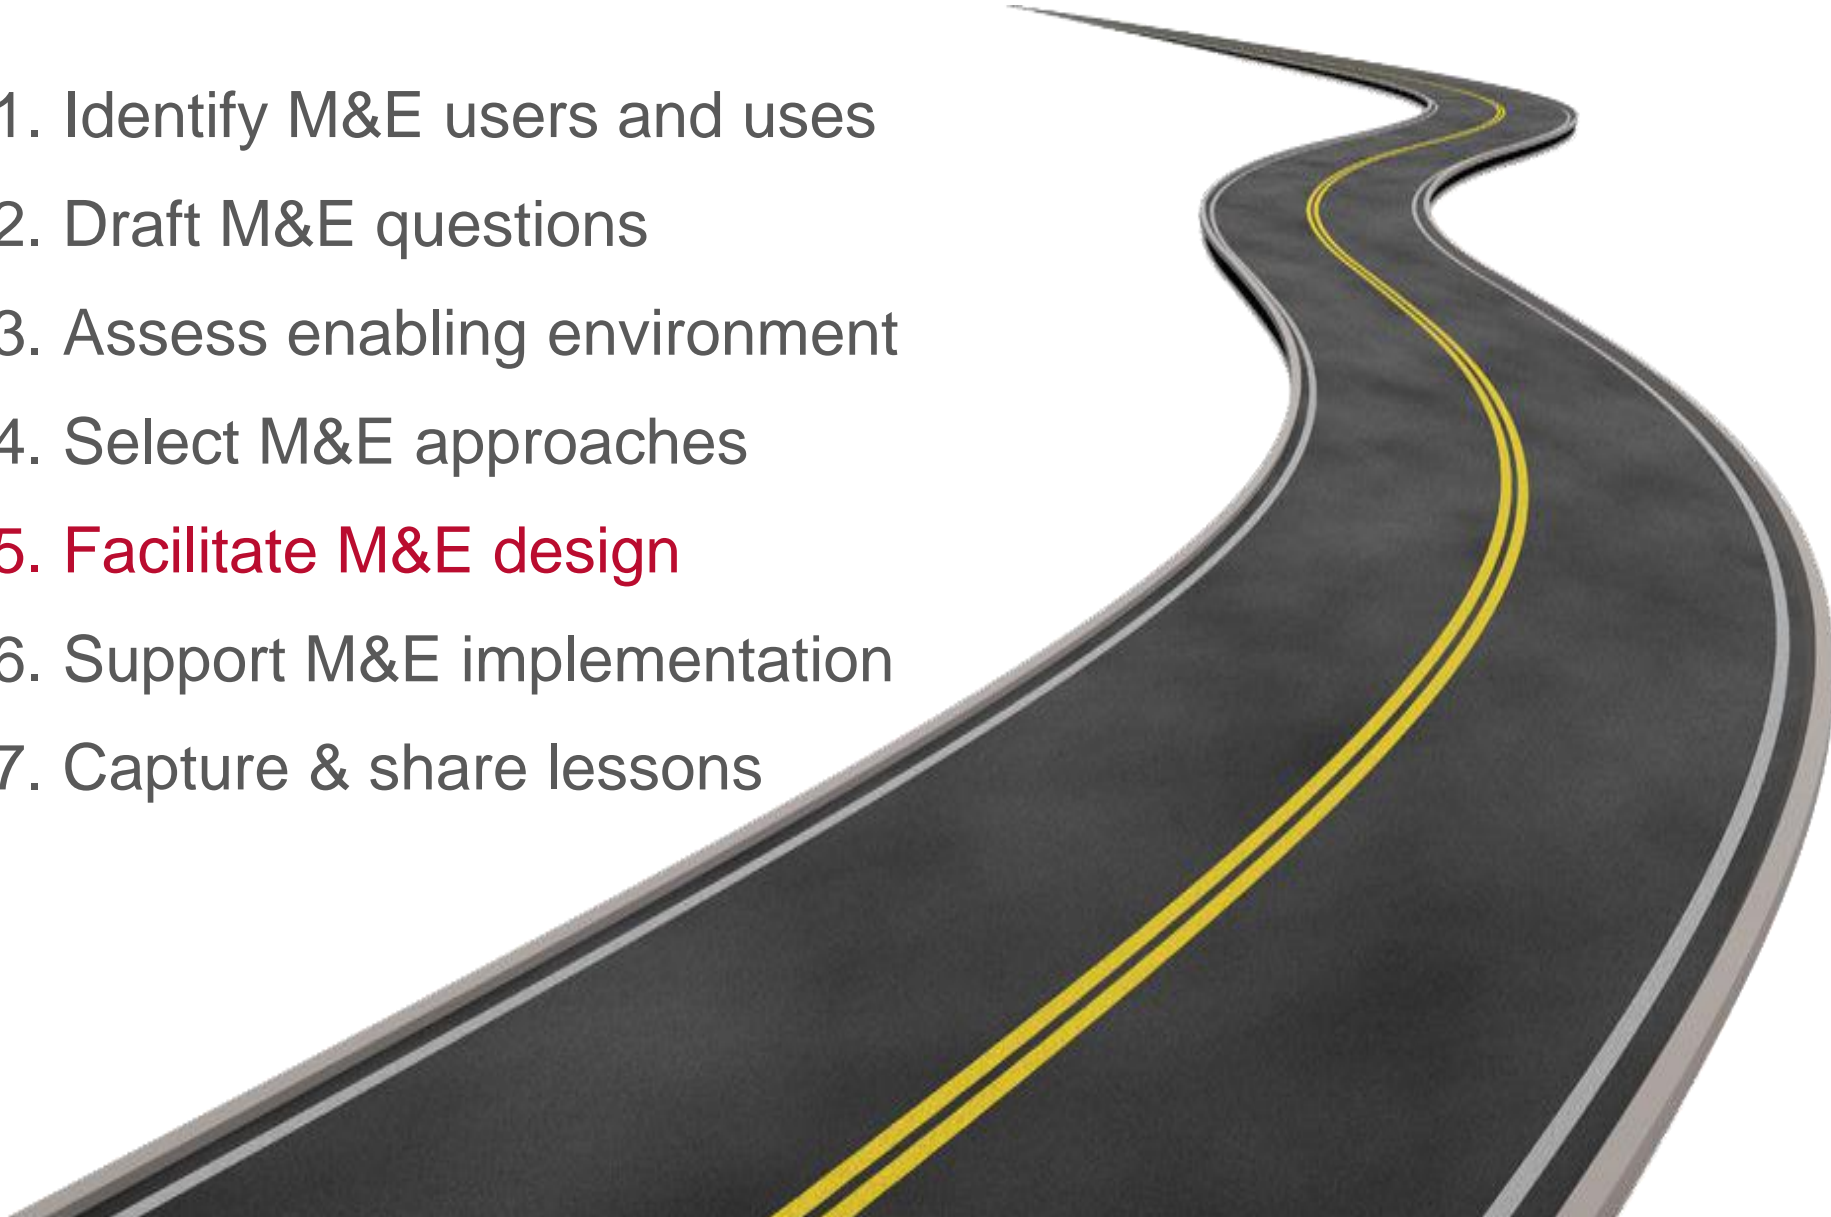 1. Identify M&E users and uses
2. Draft M&E questions
3. Assess enabling environment
4. Select M&E approaches
5. Facilitate M&E design
6. Support M&E implementation
7. Capture & share lessons